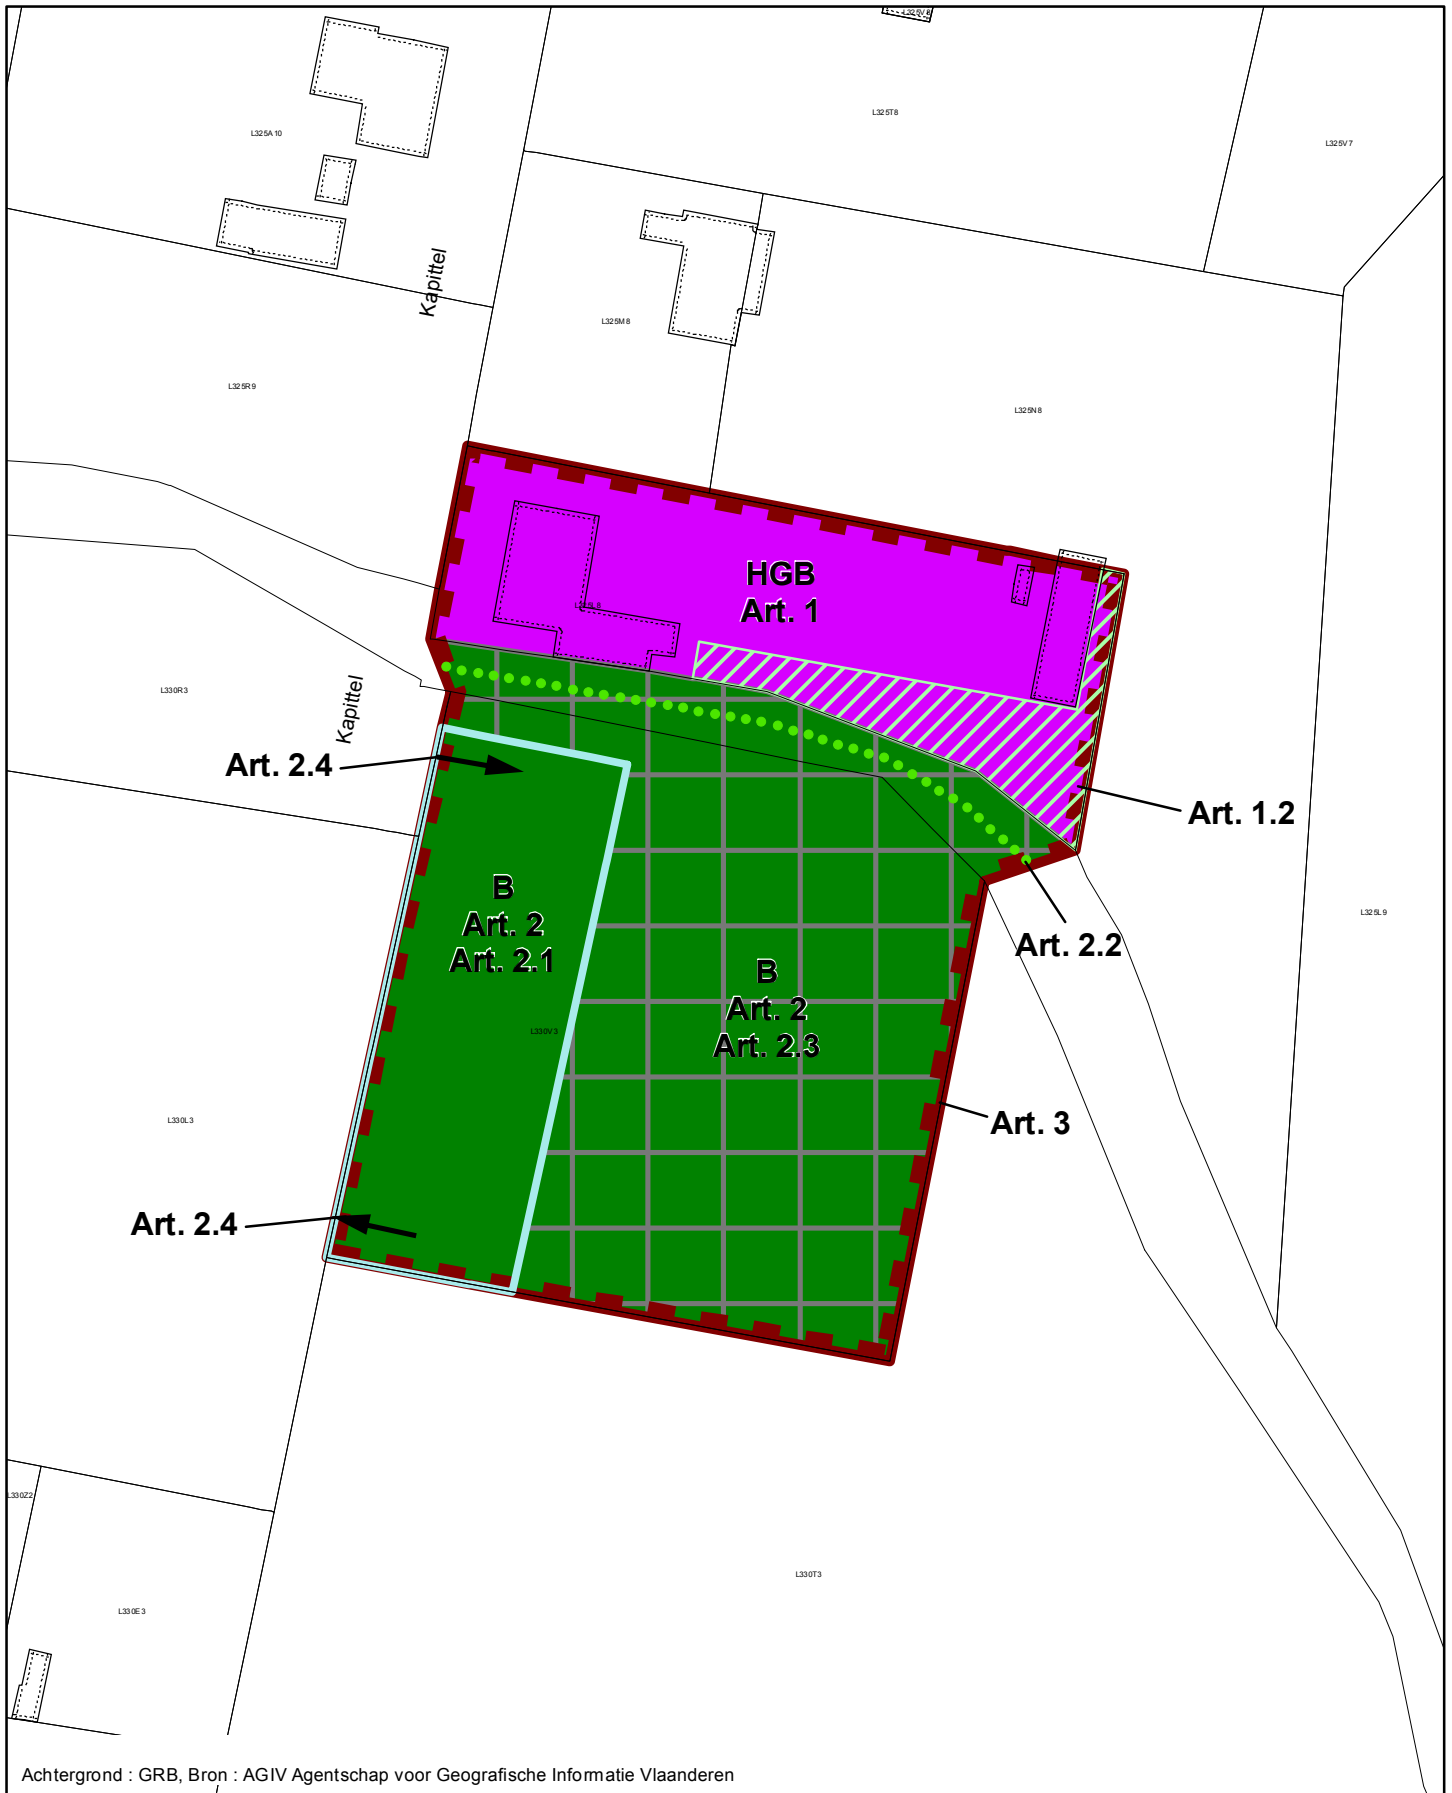 L325V8
L325T8
L325A10
L325V7
Kapittel
L325M8
L325R9
L325N8
HGB
Art. 1
L325L8
L330R3
Kapittel
Art. 2.4
Art. 1.2
B
Art. 2
Art. 2.1
L325L9
Art. 2.2
B
Art. 2
Art. 2.3
L330V3
L330L3
Art. 3
Art. 2.4
L330Z2
L330T3
L330E3
Achtergrond : GRB, Bron : AGIV Agentschap voor Geografische Informatie Vlaanderen